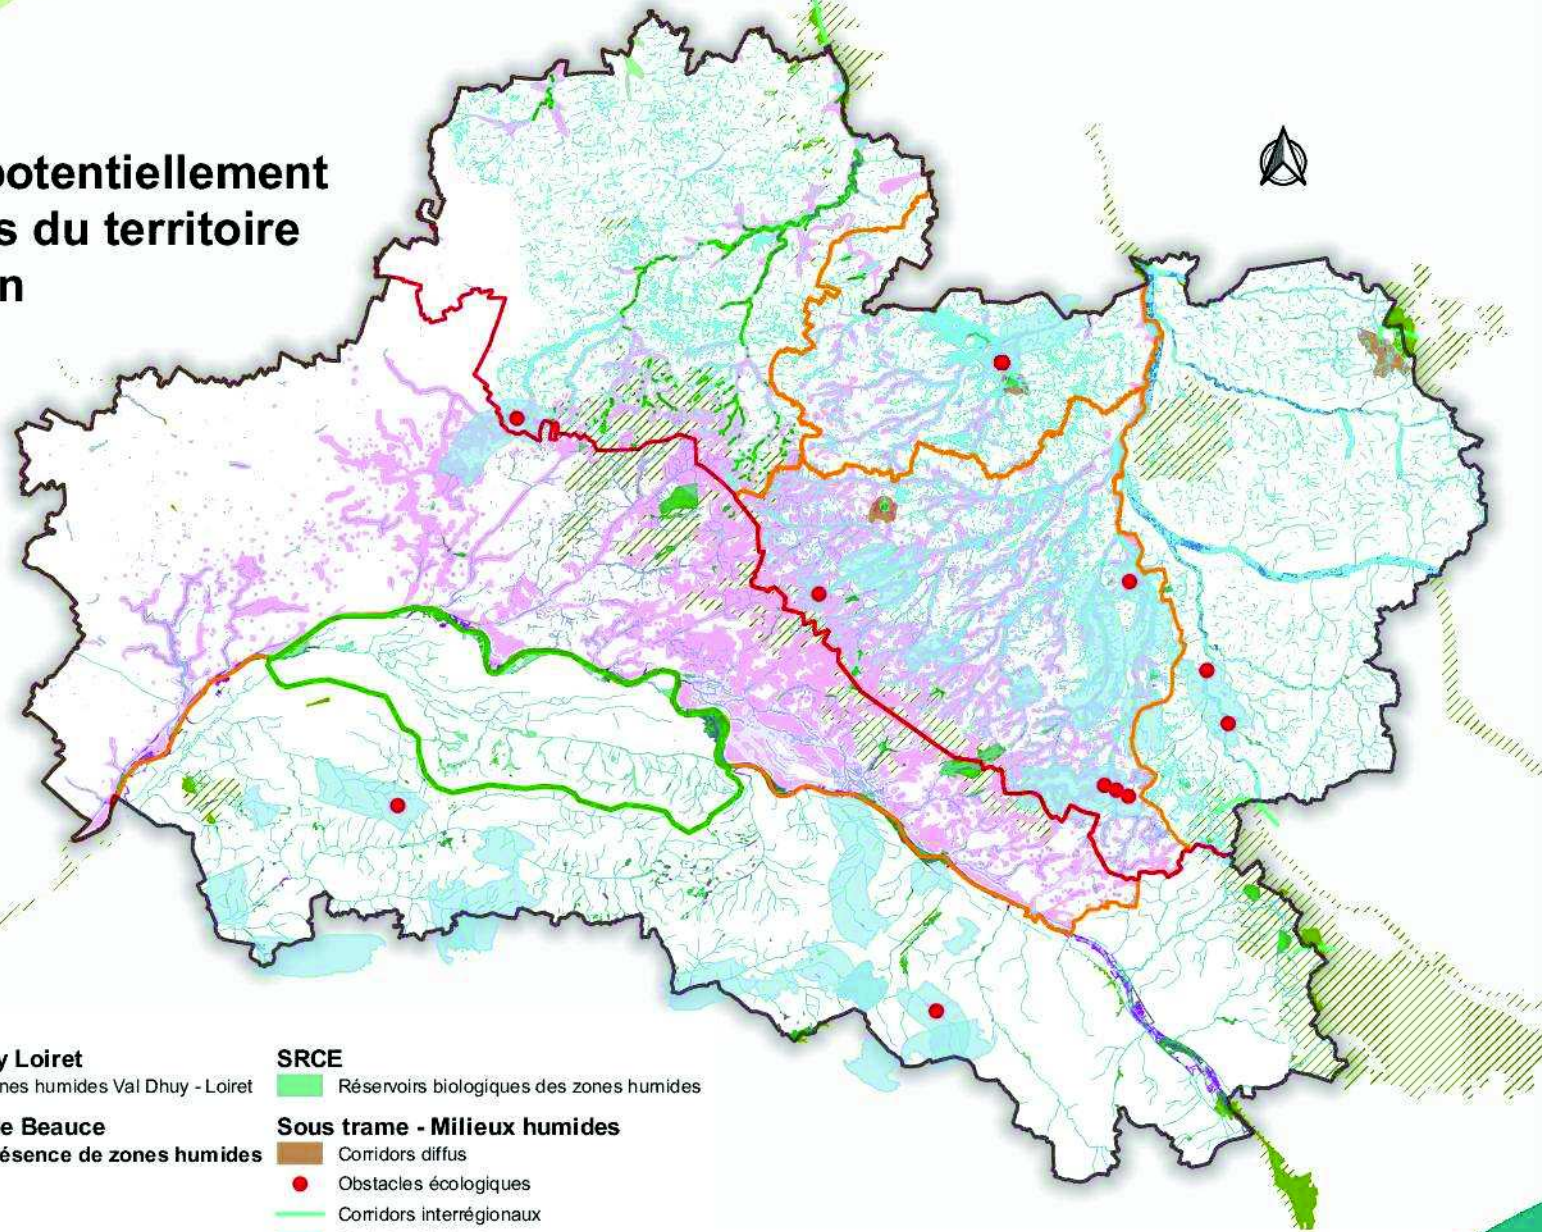 potentiellement
s du territoire
n
y Loiret
nes humides Val Dhuy - Loiret
e Beauce
ésence de zones humides
SRCE
Réservoirs biologiques des zones humides
Sous trame - Milieux humides
Corridors diffus
Obstacles écologiques
Corridors interrégionaux